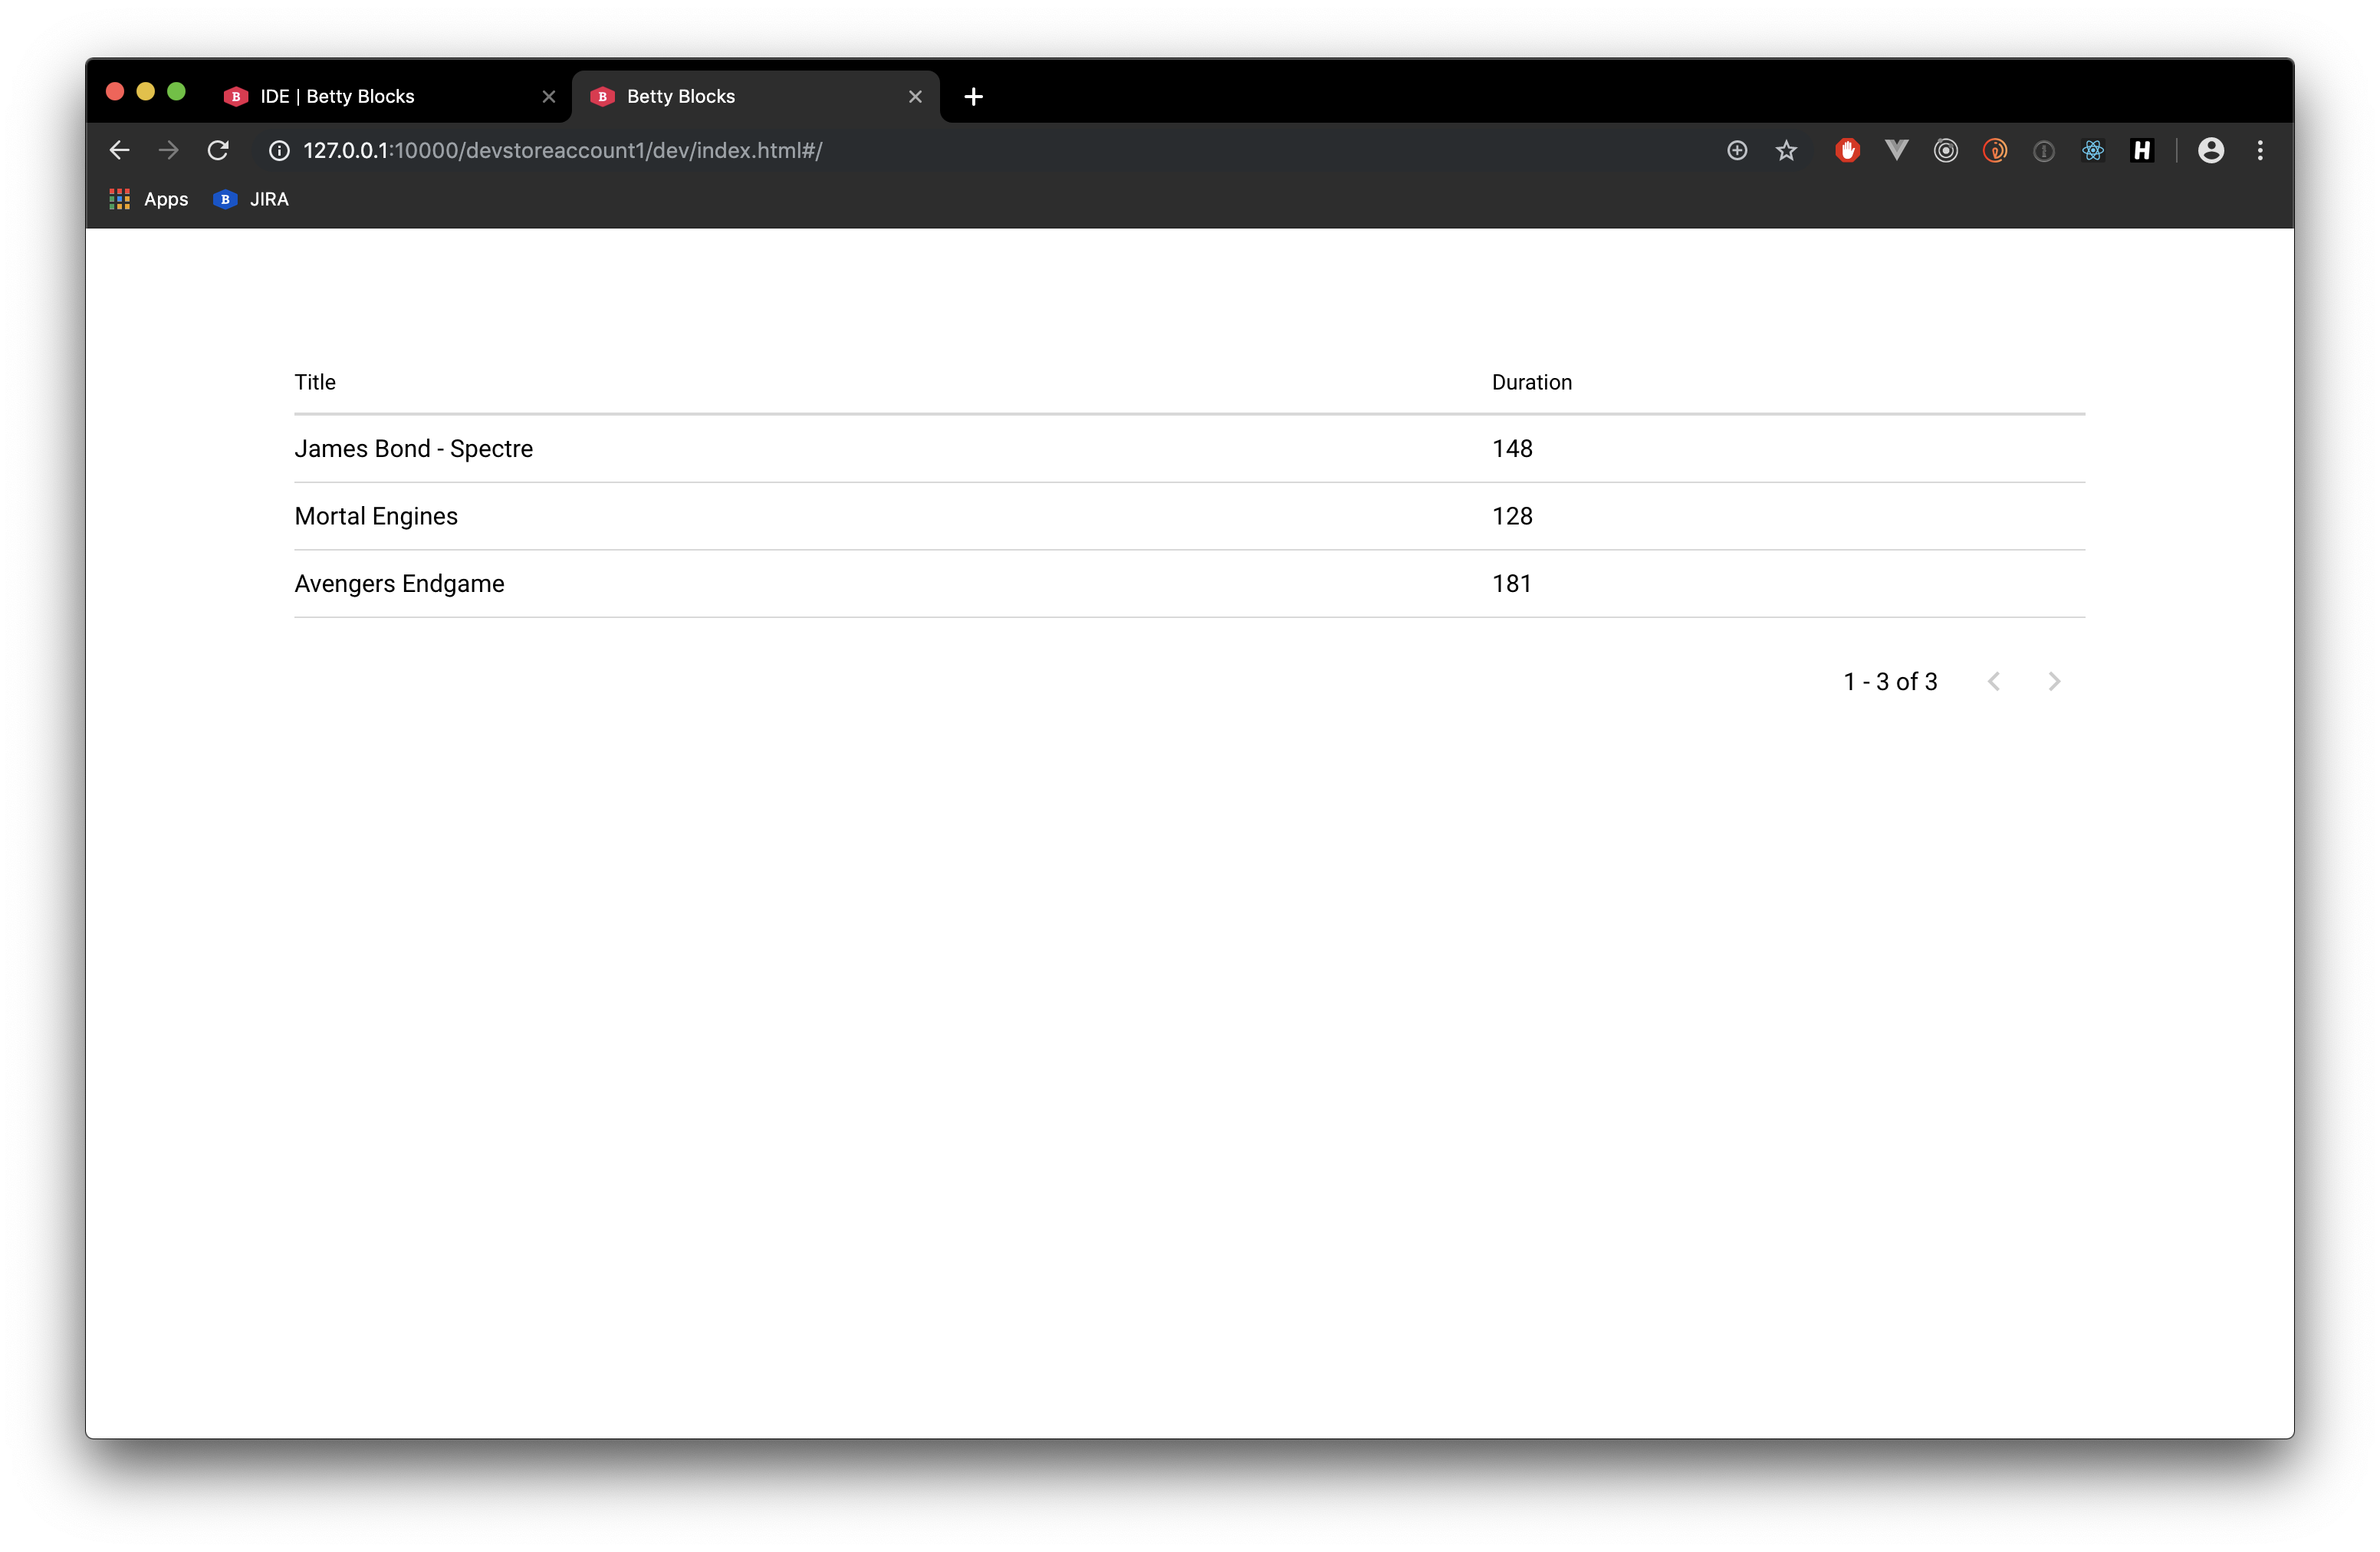 IDE | Betty Blocks
Betty Blocks
127.0.0.1:10000/devstoreaccount1/dev/index.html#/
Apps
JIRA
Title Duration
James Bond - Spectre 148
Mortal Engines 128
Avengers Endgame 181
1 - 3 of 3